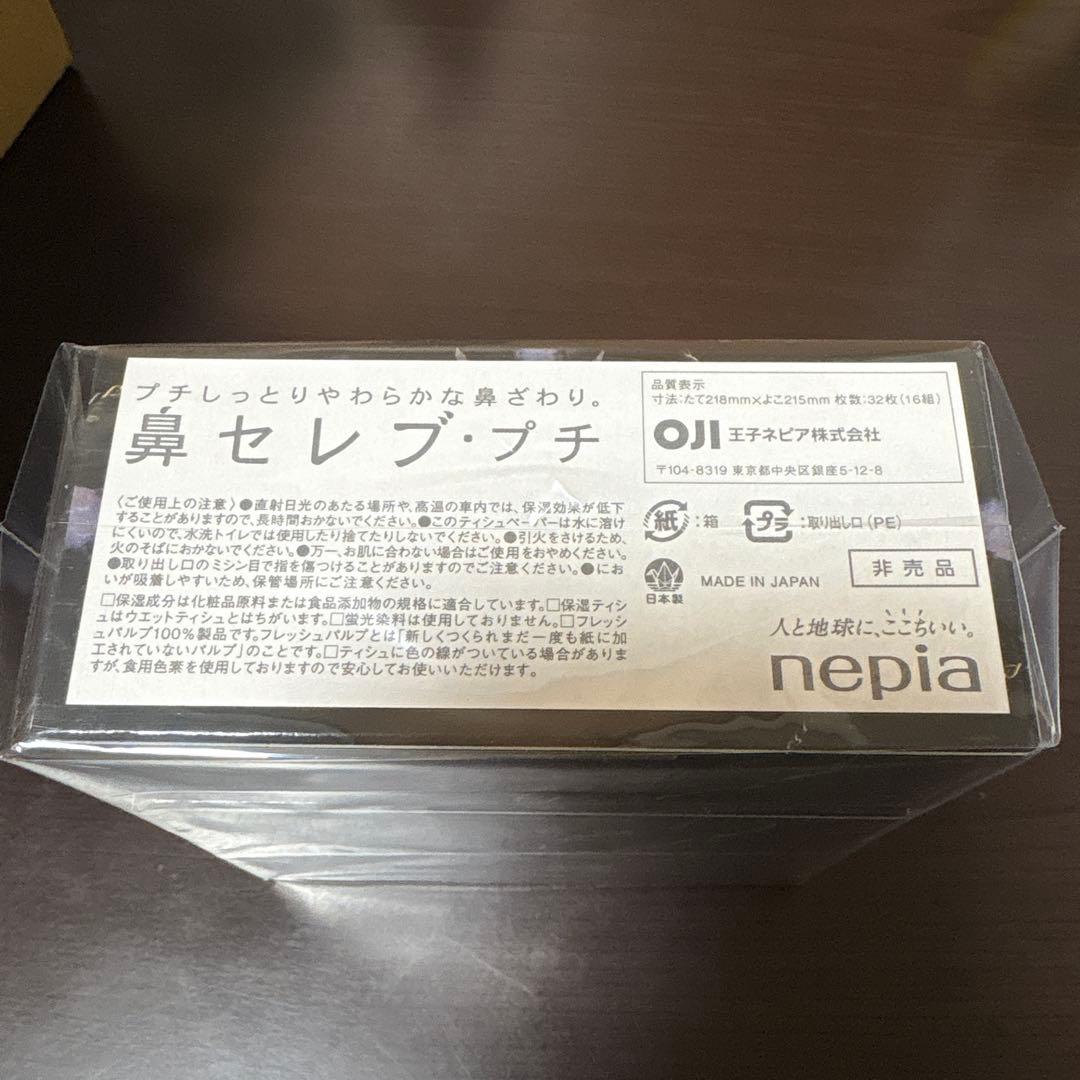 プチしっとりやわらかな鼻ざわり。
鼻セレブ・プチ
〈ご使用上の注意〉●直射日光のあたる場所や、高温の車内では、保湿効果が低下
することがありますので、長時間おかないでください。●このティシュペーパーは水に溶け
にくいので、水洗トイレでは使用したり捨てたりしないでください。●引火をさけるため、
火のそばにおかないでください。●万一、お肌に合わない場合はご使用をおやめください。
●取り出し口のミシン目で指を傷つけることがありますのでご注意ください。●にお
いが吸着しやすいため、保管場所にご注意ください。
□保湿成分は化粧品原料または食品添加物の規格に適合しています。□保湿ティシ
ュはウエットティシュとはちがいます。□蛍光染料は使用しておりません。□フレッシ
ュパルプ100%製品です。フレッシュパルプとは「新しくつくられまだ一度も紙に加
工されていないパルプ」のことです。□ティシュに色の線がついている場合がありま
すが、食用色素を使用しておりますので安心してお使いいただけます。
品質表示
寸法:たて218mm×よこ215mm 枚数:32枚(16組)
OJI 王子ネピア株式会社
〒104-8319 東京都中央区銀座5-12-8
紙:箱 プラ:取り出し口(PE)
日本製 MADE IN JAPAN 非売品
人と地球に、ここちいい。
nepia